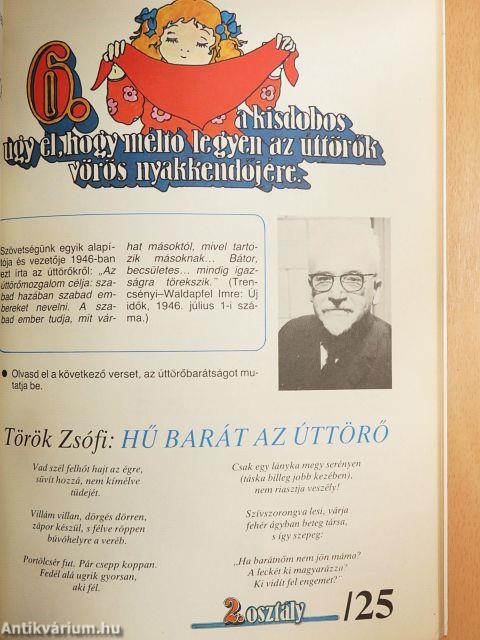 6.
a kisdobos
úgy él, hogy méltó legyen az úttörők
vörös nyakkendőjére.
Szövetségünk egyik alapí-
tója és vezetője 1946-ban
ezt írta az úttörőkről: „Az
úttörőmozgalom célja: sza-
bad hazában szabad em-
bereket nevelni. A sza-
bad ember tudja, mit vár-
hat másoktól, mivel tarto-
zik másoknak... Bátor,
becsületes... mindig igaz-
ságra törekszik.” (Tren-
csényi–Waldapfel Imre: Új
idők, 1946. július 1-i szá-
ma.)
● Olvasd el a következő verset, az úttörőbarátságot mu-
tatja be.
Török Zsófi: HŰ BARÁT AZ ÚTTÖRŐ
Vad szél felhőt hajt az égre,
süvít hozzá, nem kímélve
tüdejét.
Villám villan, dörgés dörren,
zápor készül, s félve röppen
búvóhelyre a veréb.
Portölcsér fut. Pár csepp koppan.
Fedél alá ugrik gyorsan,
aki fél.
Csak egy lányka megy serényen
(táska billeg jobb kezében),
nem riasztja veszély!
Szívszorongva lesi, várja
fehér ágyban beteg társa,
s így szepeg:
„Ha barátnőm nem jön máma?
A leckét ki magyarázza?
Ki vidít fel engemet?”
2. osztály /25
Antikvárium.hu